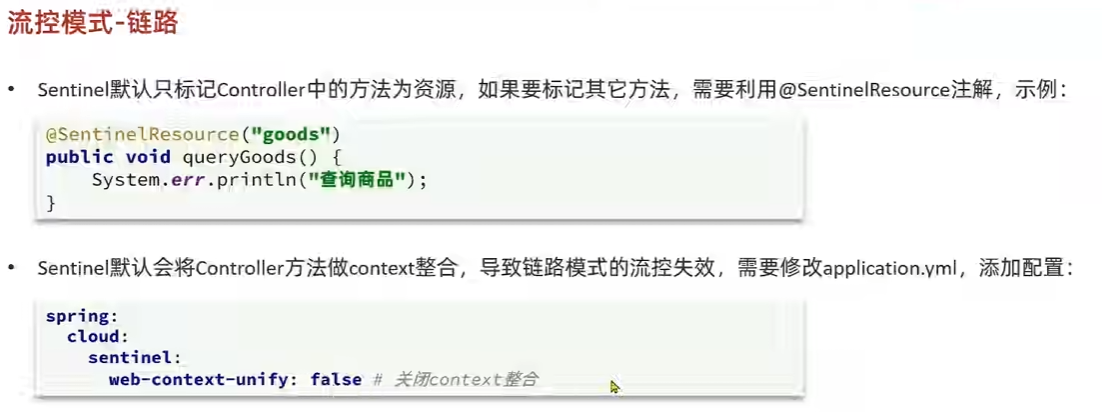 流控模式-链路
• Sentinel默认只标记Controller中的方法为资源，如果要标记其它方法，需要利用@SentinelResource注解，示例：
@SentinelResource("goods")
public void queryGoods() {
    System.err.println("查询商品");
}
• Sentinel默认会将Controller方法做context整合，导致链路模式的流控失效，需要修改application.yml，添加配置：
spring:
  cloud:
    sentinel:
      web-context-unify: false # 关闭context整合